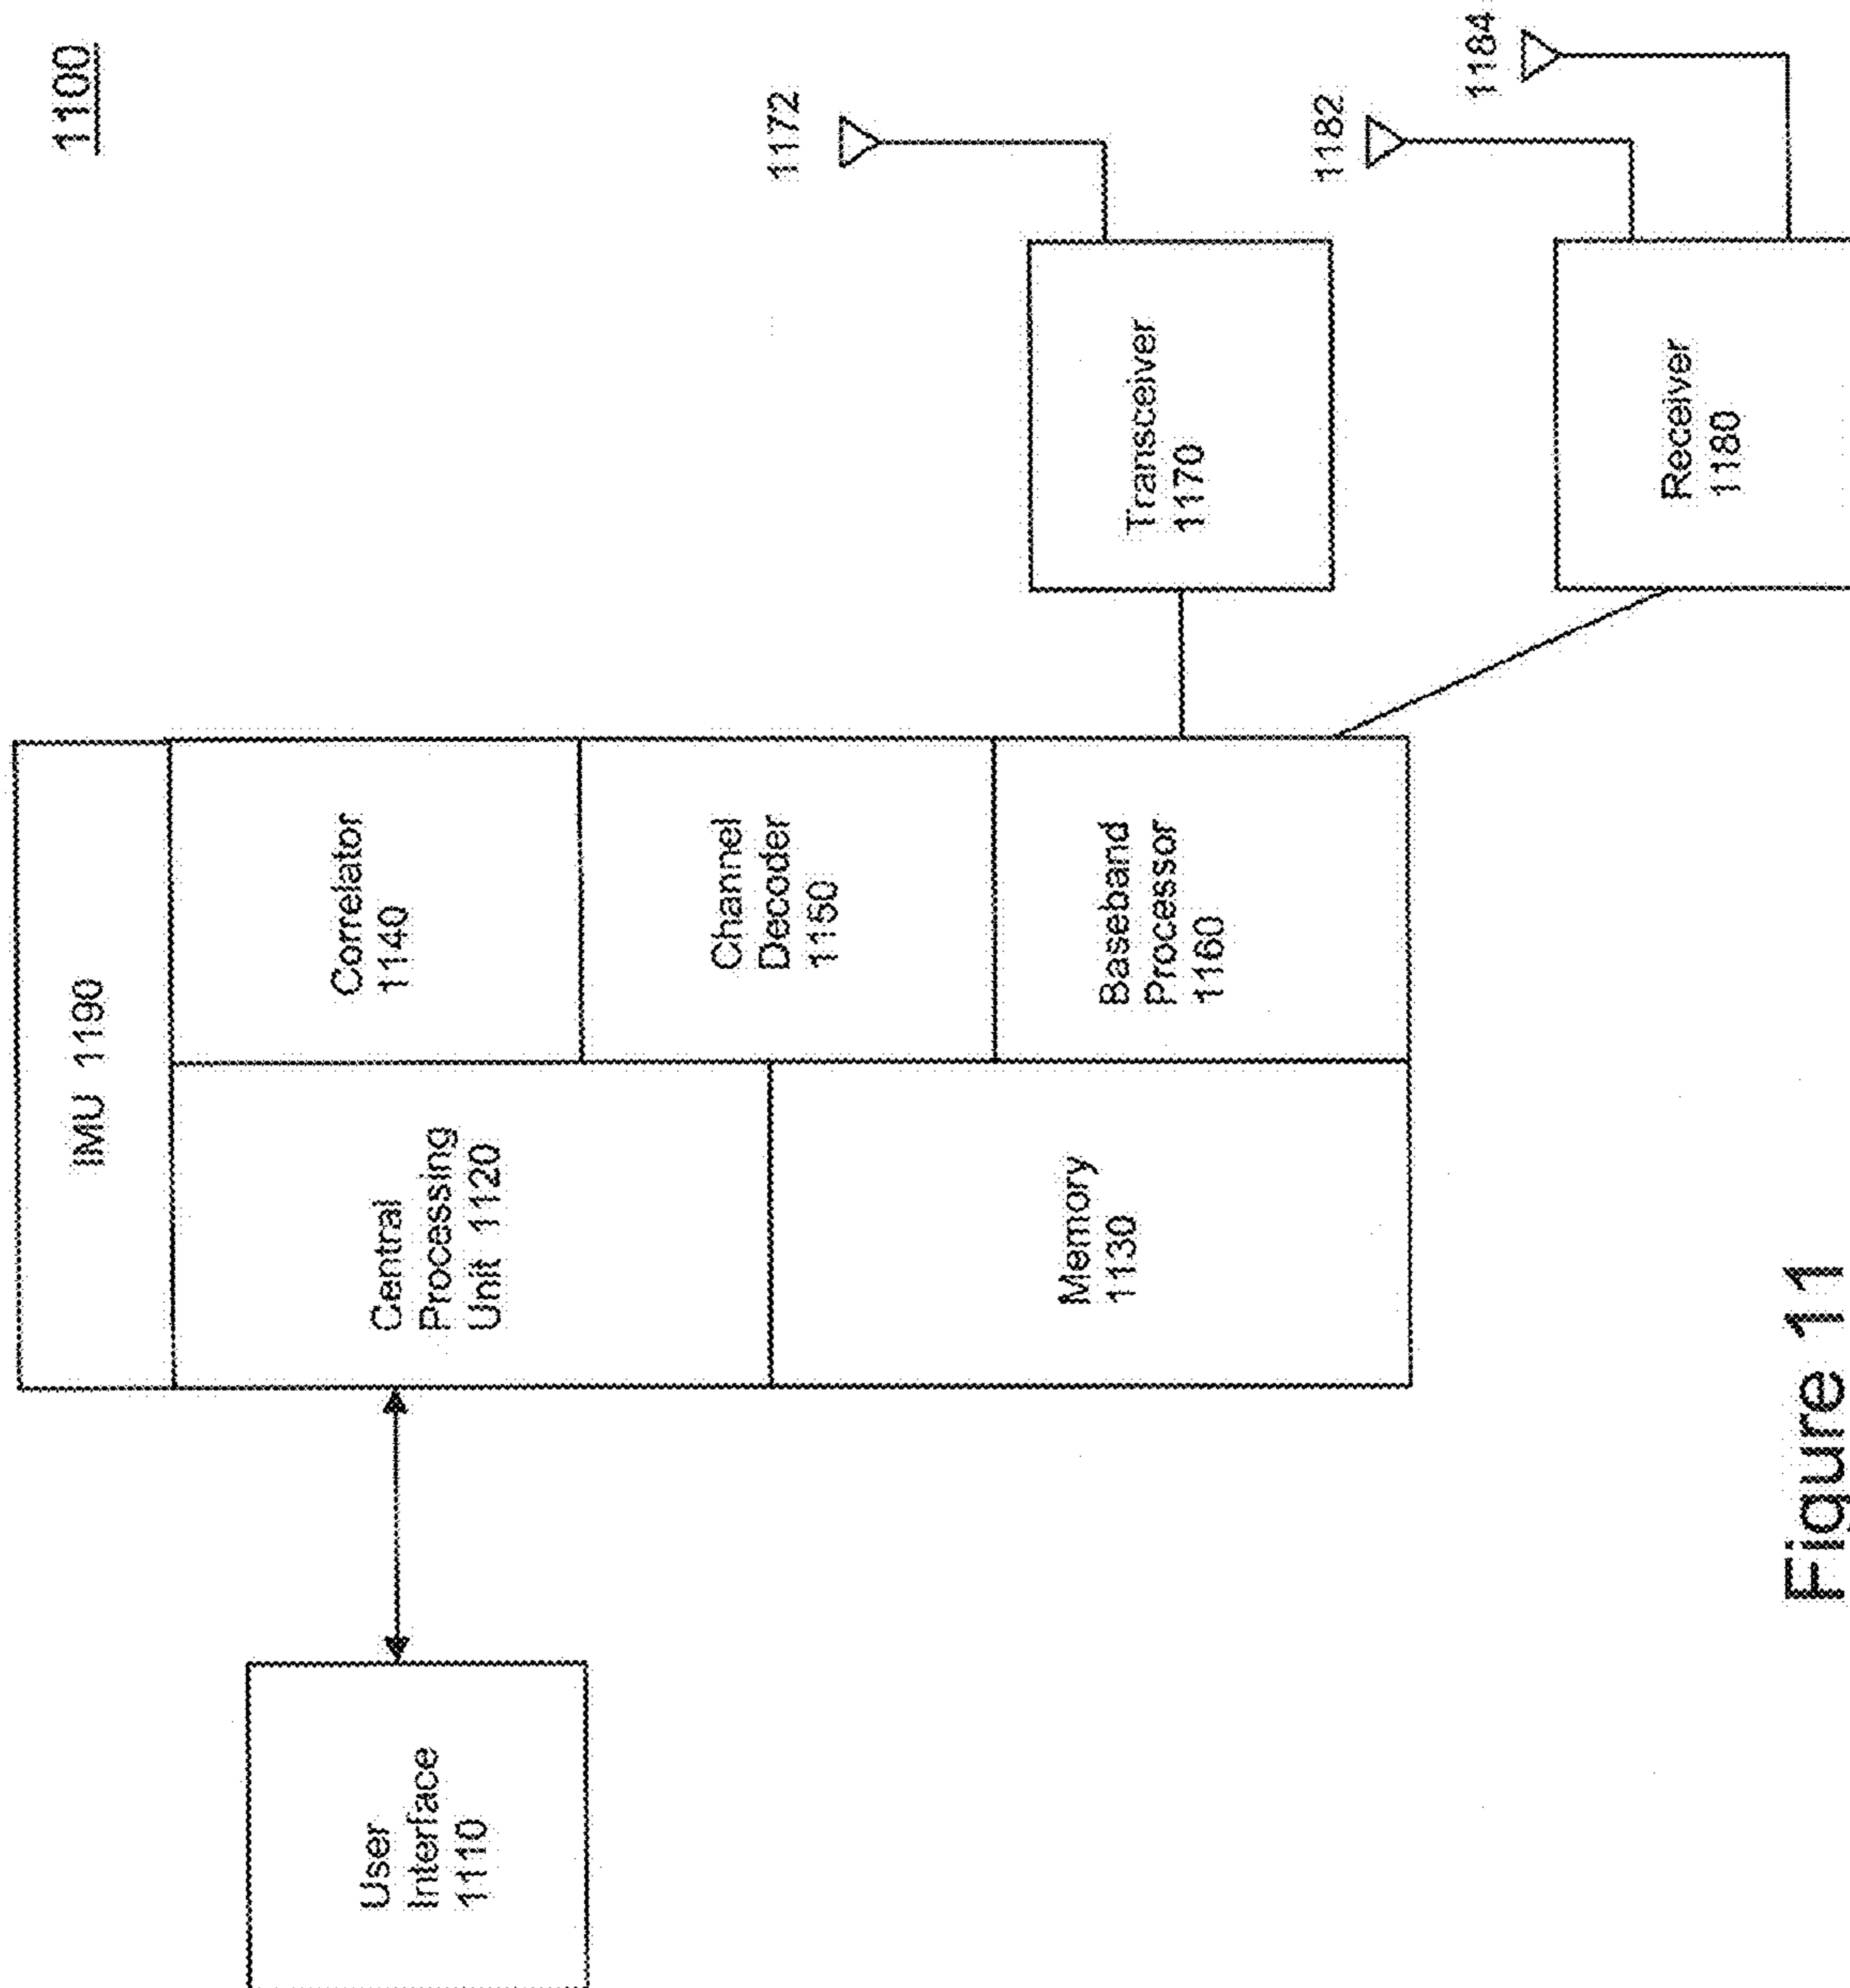 1100
IMU 1190
User
Interface
1110
Central
Processing
Unit 1120
Memory
1130
Correlator
1140
Channel
Decoder
1150
Baseband
Processor
1160
Transceiver
1170
1172
Receiver
1180
1182
1184
Figure 11